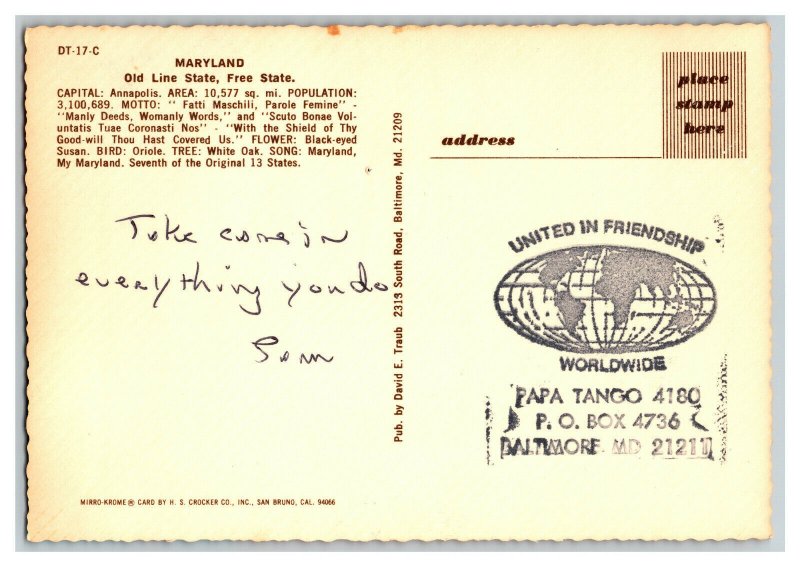 DT-17-C
MARYLAND
Old Line State, Free State.
CAPITAL: Annapolis. AREA: 10,577 sq. mi. POPULATION:
3,100,689. MOTTO: '' Fatti Maschili, Parole Femine'' -
''Manly Deeds, Womanly Words,'' and ''Scuto Bonae Vol-
untatis Tuae Coronasti Nos'' - ''With the Shield of Thy
Good-will Thou Hast Covered Us.'' FLOWER: Black-eyed
Susan. BIRD: Oriole. TREE: White Oak. SONG: Maryland,
My Maryland. Seventh of the Original 13 States.
Take care in
everything you do
Sam
MIRRO-KROME® CARD BY H. S. CROCKER CO., INC., SAN BRUNO, CAL. 94066
Pub. by David E. Traub 2313 South Road, Baltimore, Md. 21209
place
stamp
here
address
UNITED IN FRIENDSHIP
WORLDWIDE
PAPA TANGO 4180
P. O. BOX 4736
BALTIMORE MD 21211